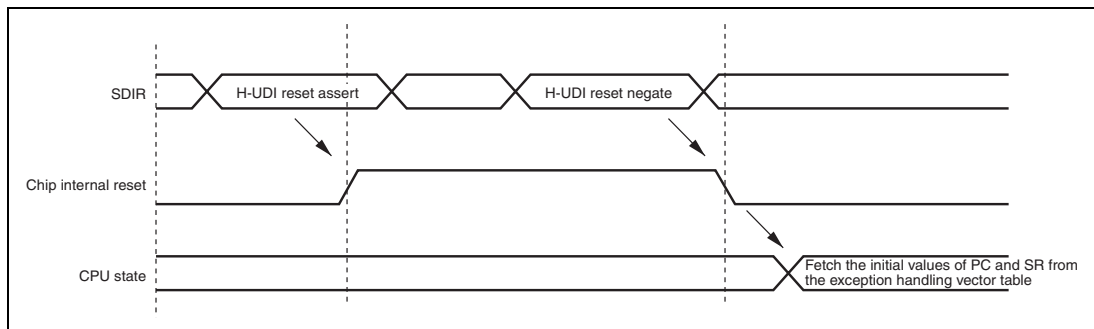 SDIR
H-UDI reset assert
H-UDI reset negate
Chip internal reset
CPU state
Fetch the initial values of PC and SR from
the exception handling vector table